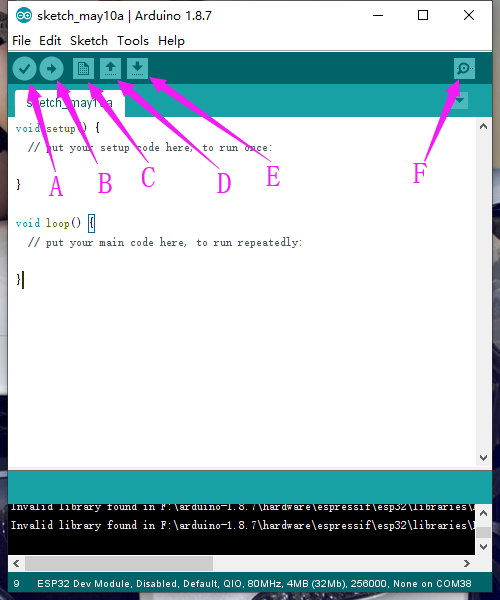 sketch_may10a | Arduino 1.8.7
File Edit Sketch Tools Help
sketch_may10a
void setup() {
// put your setup code here, to run once:
A B C D E F
}
void loop() {
// put your main code here, to run repeatedly:
}
Invalid library found in F:\arduino-1.8.7\hardware\espressif\esp32\libraries\
Invalid library found in F:\arduino-1.8.7\hardware\espressif\esp32\libraries\
9 ESP32 Dev Module, Disabled, Default, QIO, 80MHz, 4MB (32Mb), 256000, None on COM38